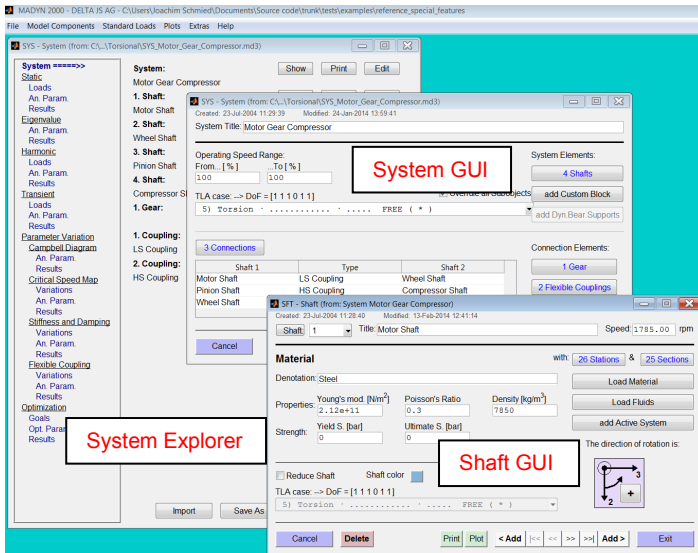 MADYN 2000 - DELTA JS AG - C:\Users\Joachim Schmied\Documents\Source code\trunk\tests\examples\reference_special_features
File Model Components Standard Loads Plots Extras Help
SYS - System (from: C:\...\Torsional\SYS_Motor_Gear_Compressor.md3)
System =====>>
Static
Loads
An. Param.
Results
Eigenvalue
An. Param.
Results
Harmonic
Loads
An. Param.
Results
Transient
Loads
An. Param.
Results
Parameter Variation
Campbell Diagram
An. Param.
Results
Critical Speed Map
Variations
An. Param.
Results
Stiffness and Damping
Variations
An. Param.
Results
Flexible Coupling
Variations
An. Param.
Results
Optimization
Goals
Opt. Param
Results
System: Show Print Edit
Motor Gear Compressor
1. Shaft:
Motor Shaft
2. Shaft:
Wheel Shaft
3. Shaft:
Pinion Shaft
4. Shaft:
Compressor S
1. Gear:
1. Coupling:
LS Coupling
2. Coupling:
HS Coupling
Import Save As
System Explorer
SYS - System (from: C:\...\Torsional\SYS_Motor_Gear_Compressor.md3)
Created: 23-Jul-2004 11:29:39 Modified: 24-Jan-2014 13:59:41
System Title: Motor Gear Compressor
Operating Speed Range:
From... [ % ] ...To [ % ]
100 100
System GUI
System Elements:
4 Shafts
Override all Subobjects
add Custom Block
TLA case: --> DoF = [1 1 1 0 1 1]
5) Torsion · ............ · ..... FREE ( * )
add Dyn.Bear.Supports
3 Connections
Connection Elements:
Shaft 1 Type Shaft 2
Motor Shaft LS Coupling Wheel Shaft
Pinion Shaft HS Coupling Compressor Shaft
Wheel Shaft
1 Gear
2 Flexible Couplings
Cancel
SFT - Shaft (from: System Motor Gear Compressor)
Created: 23-Jul-2004 11:28:40 Modified: 13-Feb-2014 12:41:14
Shaft 1 Title: Motor Shaft Speed: 1785.00 rpm
Material with: 26 Stations & 25 Sections
Denotation: Steel
Load Material
Properties: Young's mod. [N/m2] Poisson's Ratio Density [kg/m3]
2.12e+11 0.3 7850
Load Fluids
Strength: Yield S. [bar] Ultimate S. [bar]
0 0
add Active System
Shaft GUI
The direction of rotation is:
3
2
+
Reduce Shaft Shaft color
TLA case: --> DoF = [1 1 1 0 1 1]
5) Torsion · ............ · ..... FREE ( * )
Cancel Delete Print Plot < Add |<< << >> >>| Add > Exit